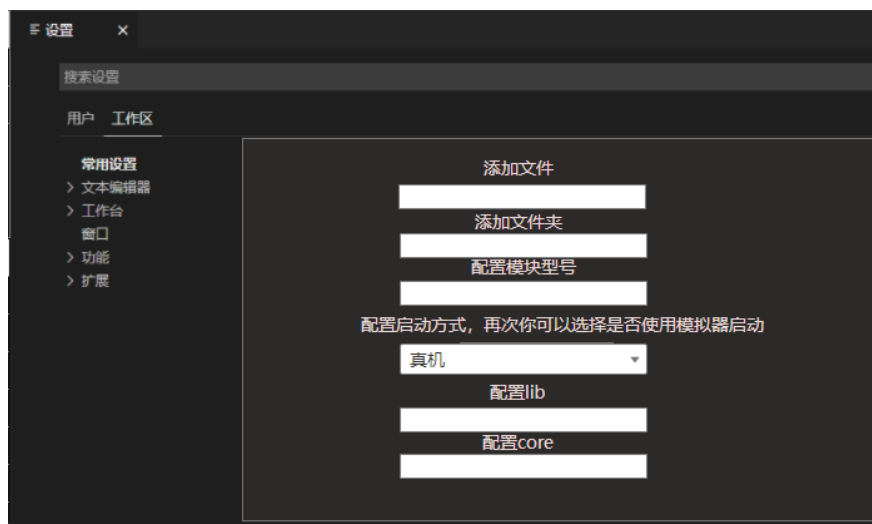 设置
搜索设置
用户 工作区
常用设置
文本编辑器
工作台
窗口
功能
扩展
添加文件
添加文件夹
配置模块型号
配置启动方式，再次你可以选择是否使用模拟器启动
真机
配置lib
配置core